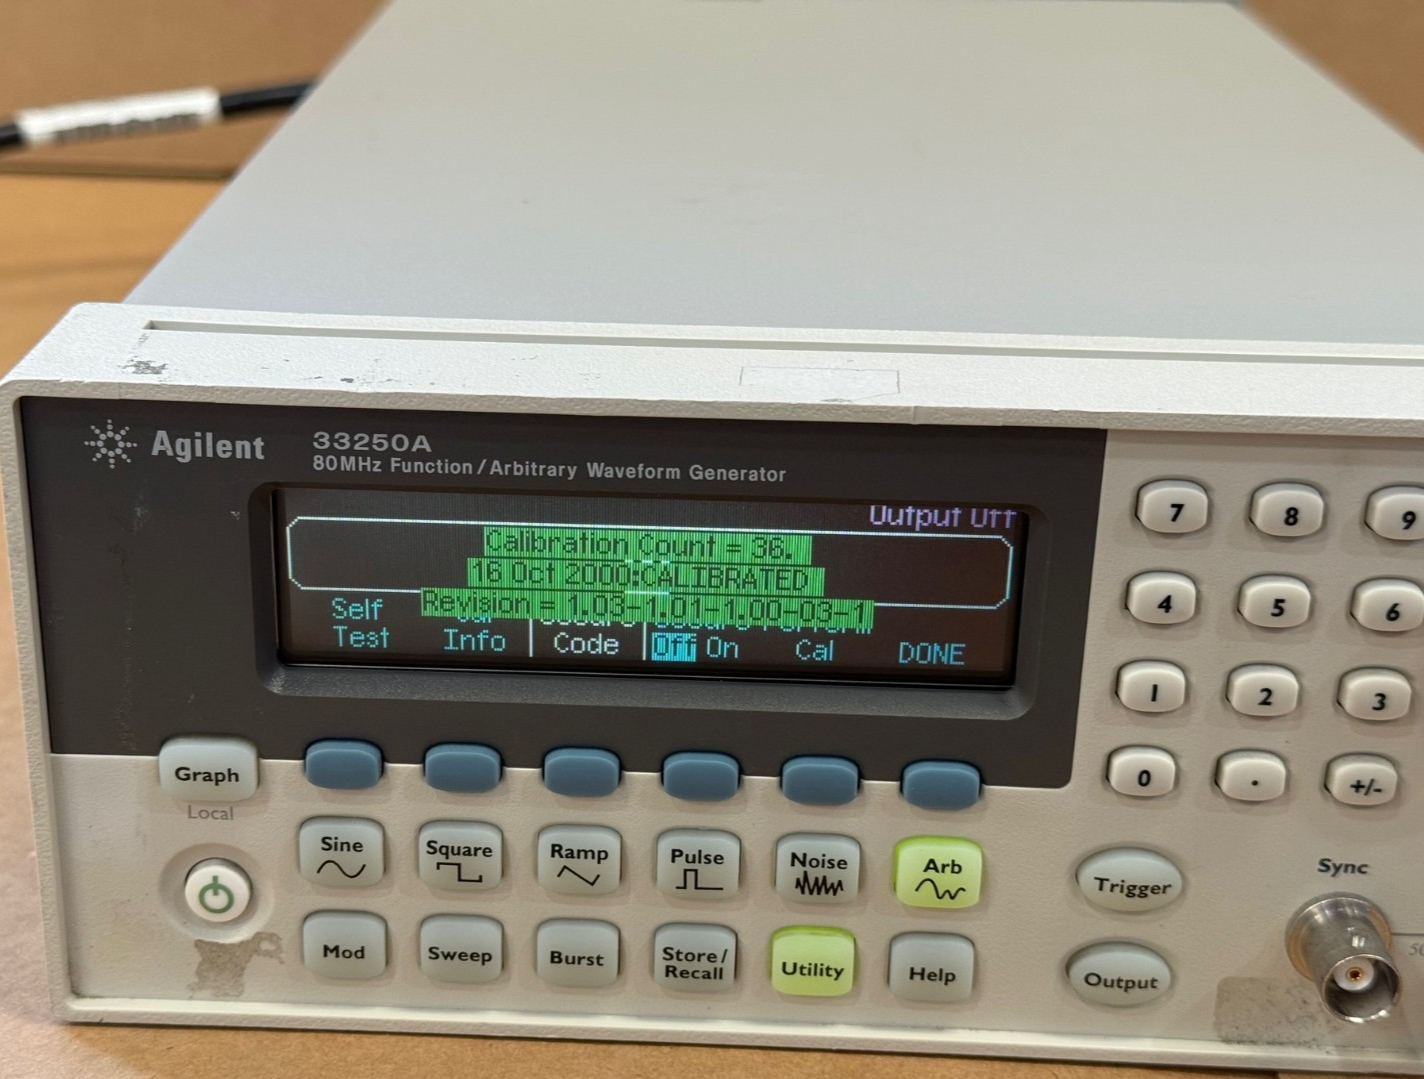 Agilent
33250A
80MHz Function/Arbitrary Waveform Generator
Output Off
Calibration Count = 36.
16 Oct 2000:CALIBRATED
Revision = 1.03-1.01-1.00-03-1
Self
Test
Info
Code
Off On
Cal
DONE
7
8
9
4
5
6
1
2
3
0
.
+/-
Graph
Local
Sine
Square
Ramp
Pulse
Noise
Arb
Trigger
Sync
Mod
Sweep
Burst
Store/
Recall
Utility
Help
Output